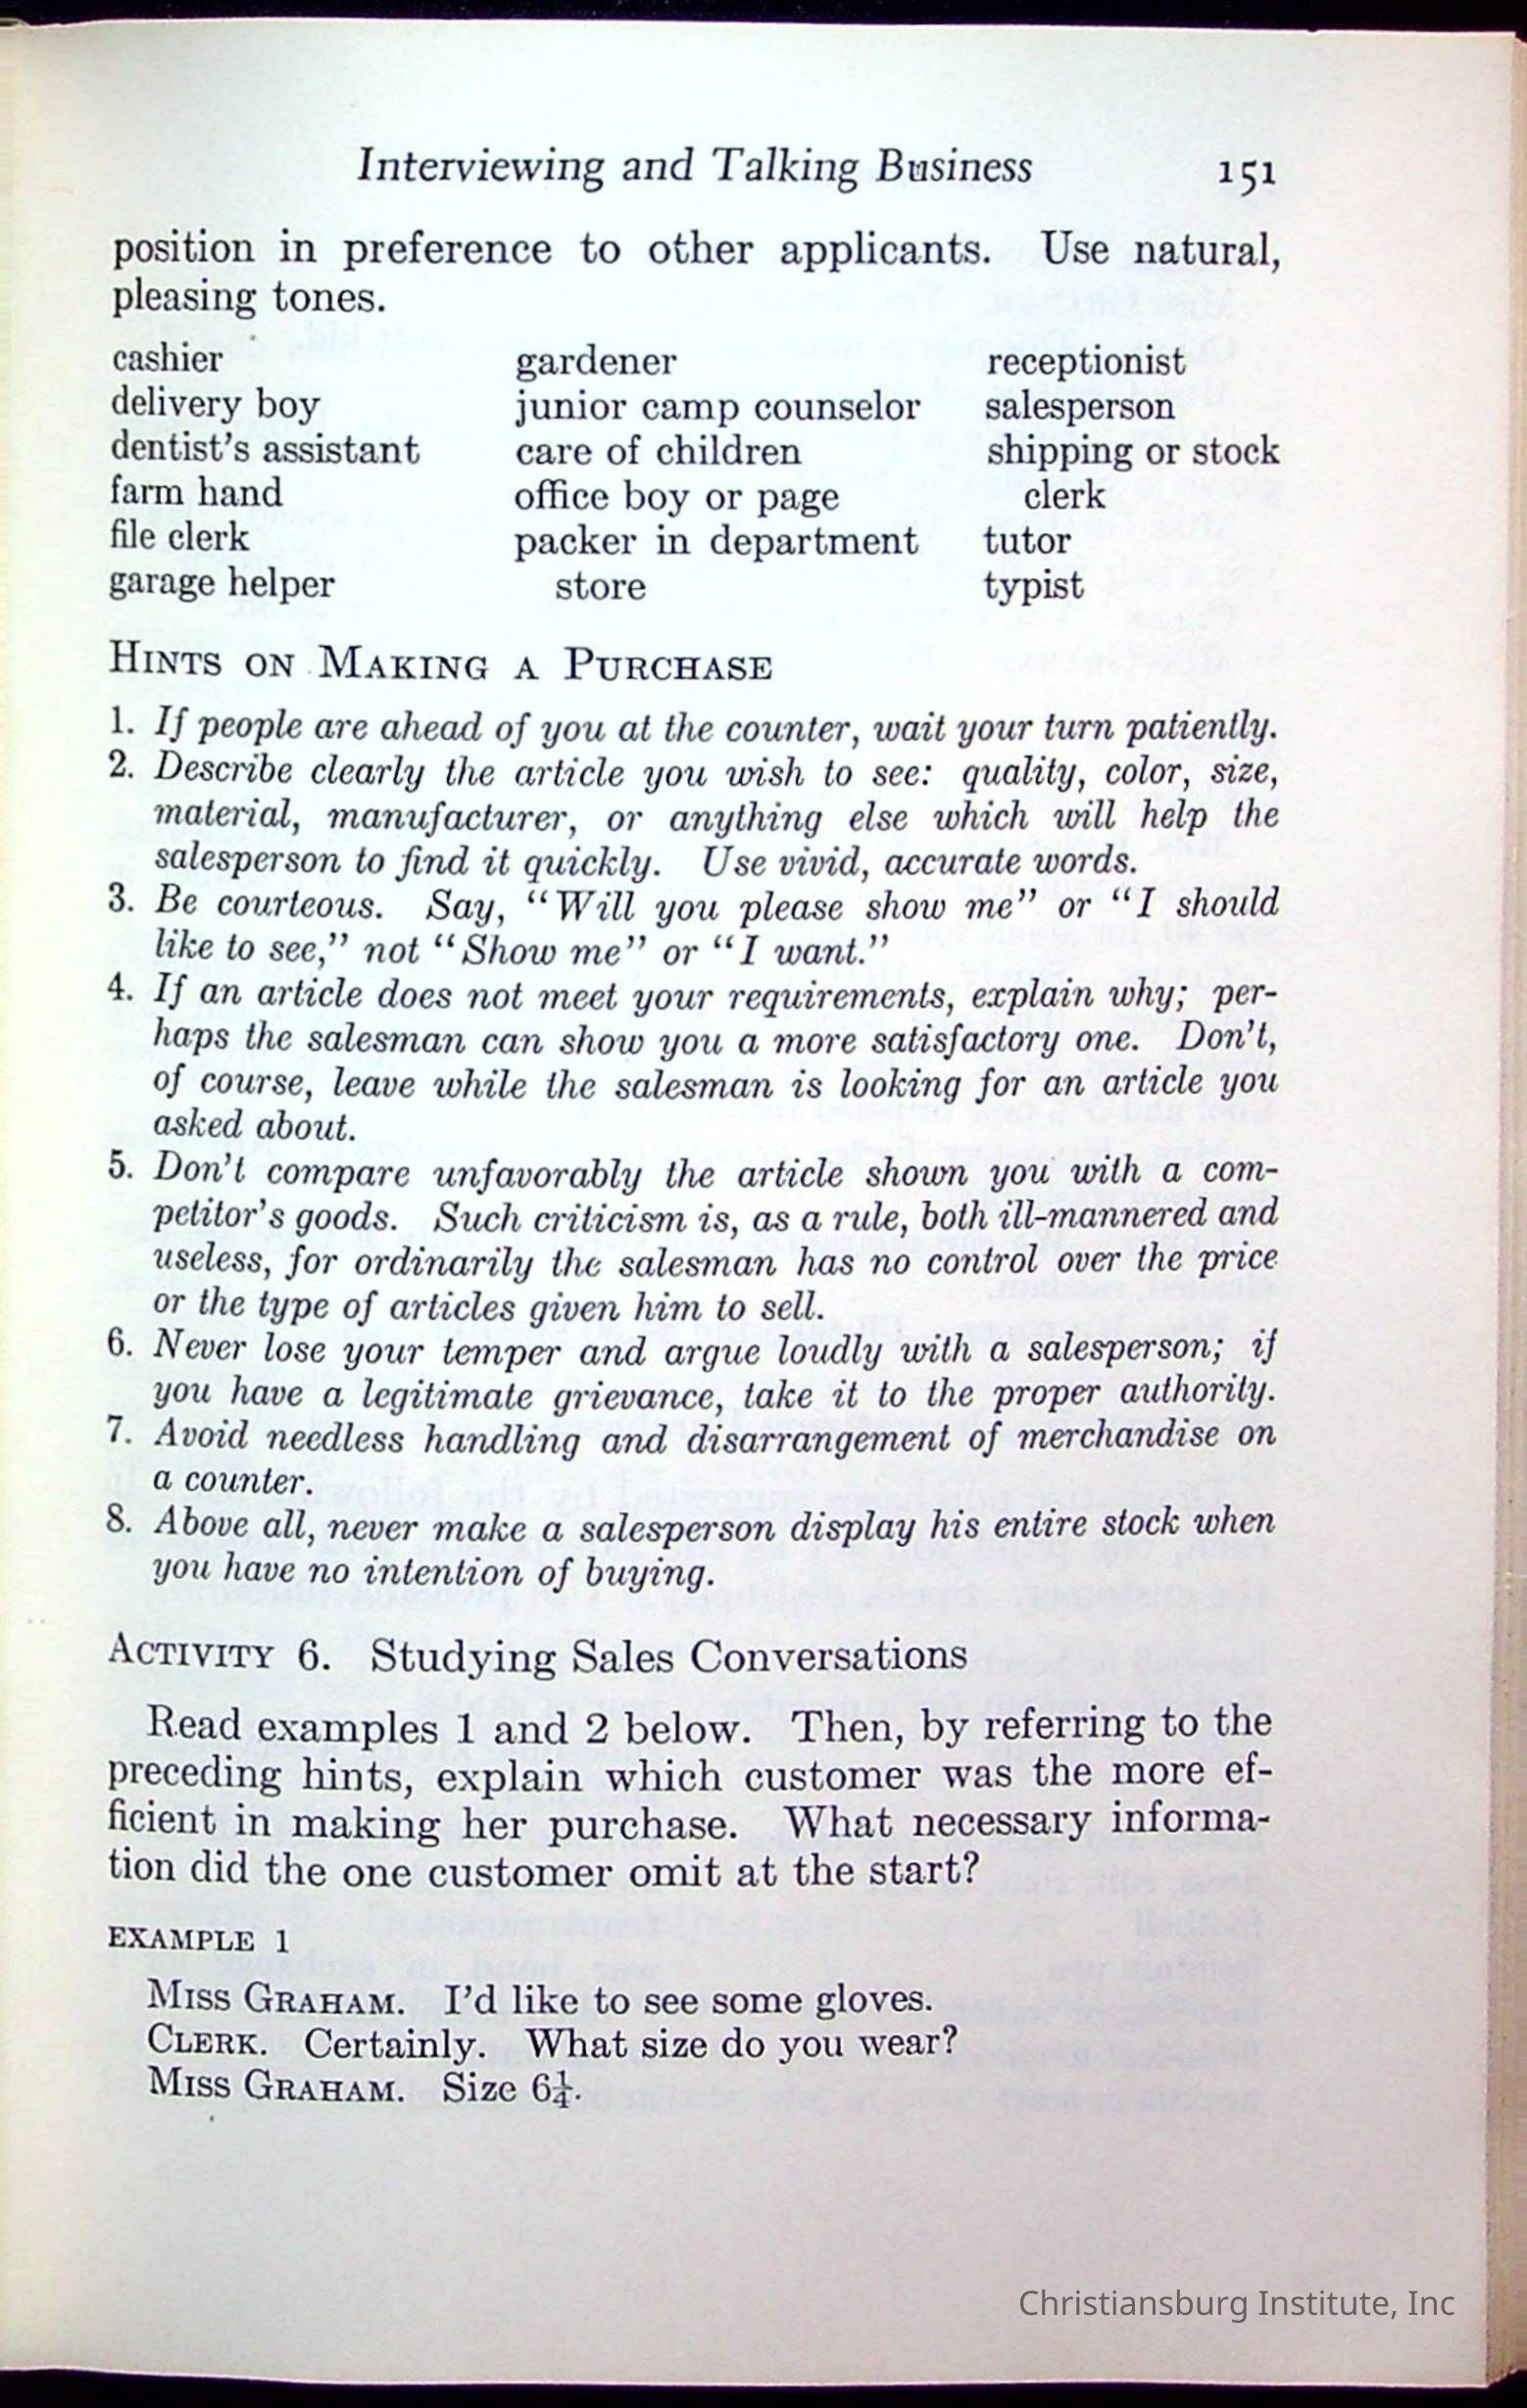 Interviewing and Talking Business 151
position in preference to other applicants. Use natural,
pleasing tones.
cashier
delivery boy
dentist's assistant
farm hand
file clerk
garage helper
gardener
junior camp counselor
care of children
office boy or page
packer in department
store
receptionist
salesperson
shipping or stock
clerk
tutor
typist
HINTS ON MAKING A PURCHASE
1. If people are ahead of you at the counter, wait your turn patiently.
2. Describe clearly the article you wish to see: quality, color, size,
material, manufacturer, or anything else which will help the
salesperson to find it quickly. Use vivid, accurate words.
3. Be courteous. Say, “Will you please show me” or “I should
like to see,” not “Show me” or “I want.”
4. If an article does not meet your requirements, explain why; per-
haps the salesman can show you a more satisfactory one. Don't,
of course, leave while the salesman is looking for an article you
asked about.
5. Don't compare unfavorably the article shown you with a com-
petitor's goods. Such criticism is, as a rule, both ill-mannered and
useless, for ordinarily the salesman has no control over the price
or the type of articles given him to sell.
6. Never lose your temper and argue loudly with a salesperson; if
you have a legitimate grievance, take it to the proper authority.
7. Avoid needless handling and disarrangement of merchandise on
a counter.
8. Above all, never make a salesperson display his entire stock when
you have no intention of buying.
ACTIVITY 6. Studying Sales Conversations
Read examples 1 and 2 below. Then, by referring to the
preceding hints, explain which customer was the more ef-
ficient in making her purchase. What necessary informa-
tion did the one customer omit at the start?
EXAMPLE 1
MISS GRAHAM. I'd like to see some gloves.
CLERK. Certainly. What size do you wear?
MISS GRAHAM. Size 6¼.
Christiansburg Institute, Inc